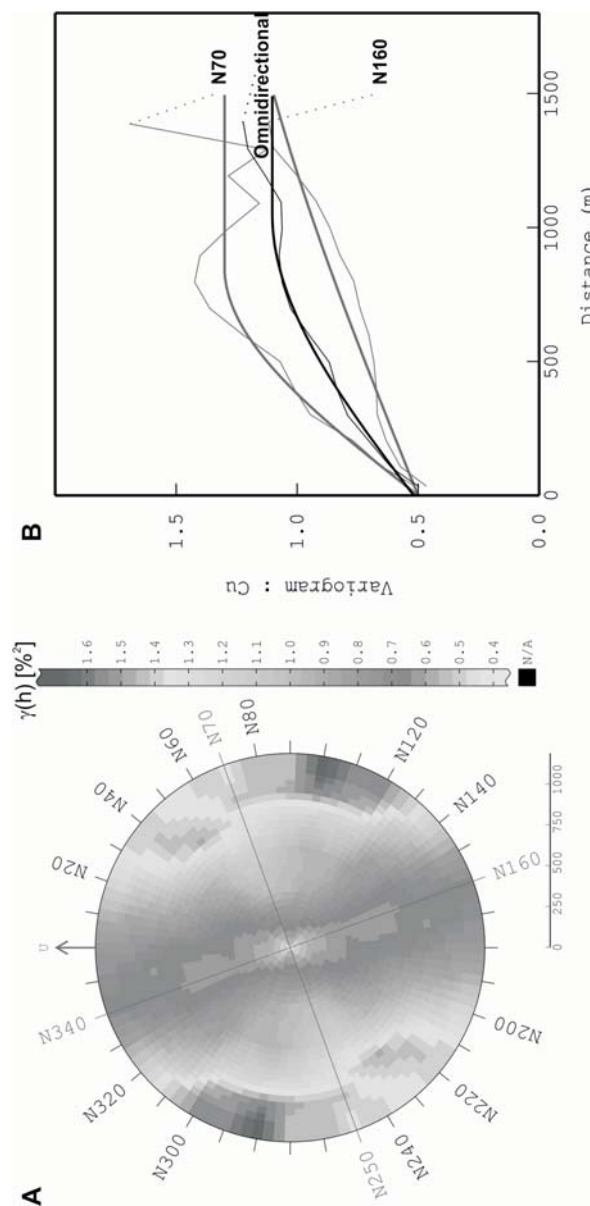 A
N340
N320
N300
N250
N240
N220
N200
N20
N40
N60
N70
N80
N120
N140
N160
0
250
500
750
1000
γ(h) [%²]
1.6
1.5
1.4
1.3
1.2
1.1
1.0
0.9
0.8
0.7
0.6
0.5
0.4
N/A
B
Variogram : Cu
1.5
1.0
0.5
0.0
0
500
1000
1500
Distance (m)
N70
Omnidirectional
N160